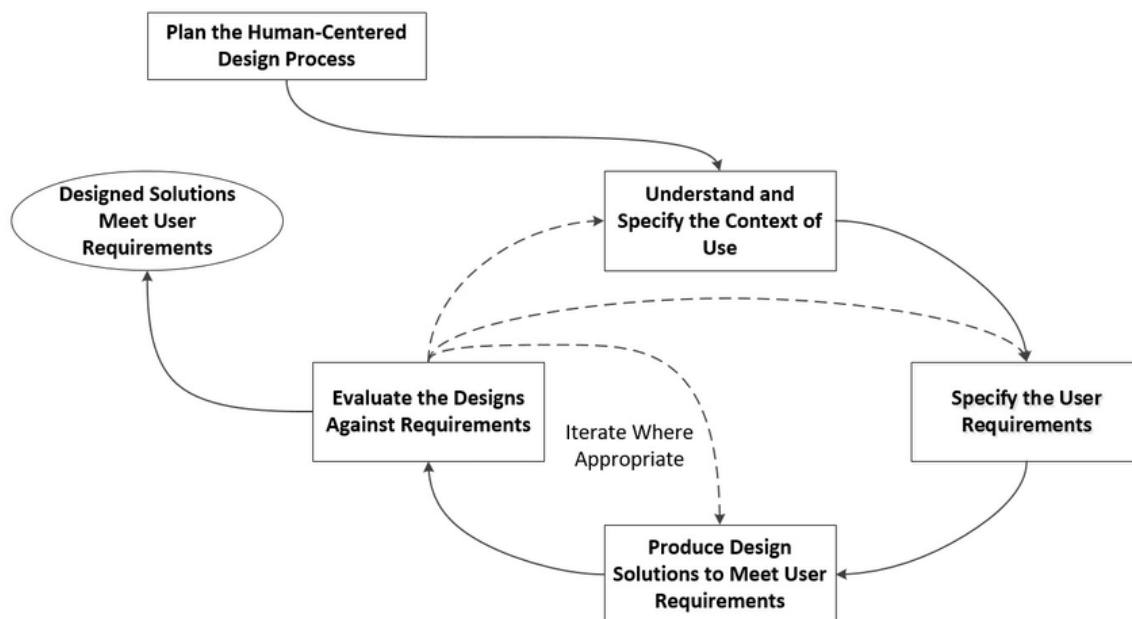 Plan the Human-Centered
Design Process
Understand and
Specify the Context of
Use
Designed Solutions
Meet User
Requirements
Evaluate the Designs
Against Requirements
Specify the User
Requirements
Iterate Where
Appropriate
Produce Design
Solutions to Meet User
Requirements